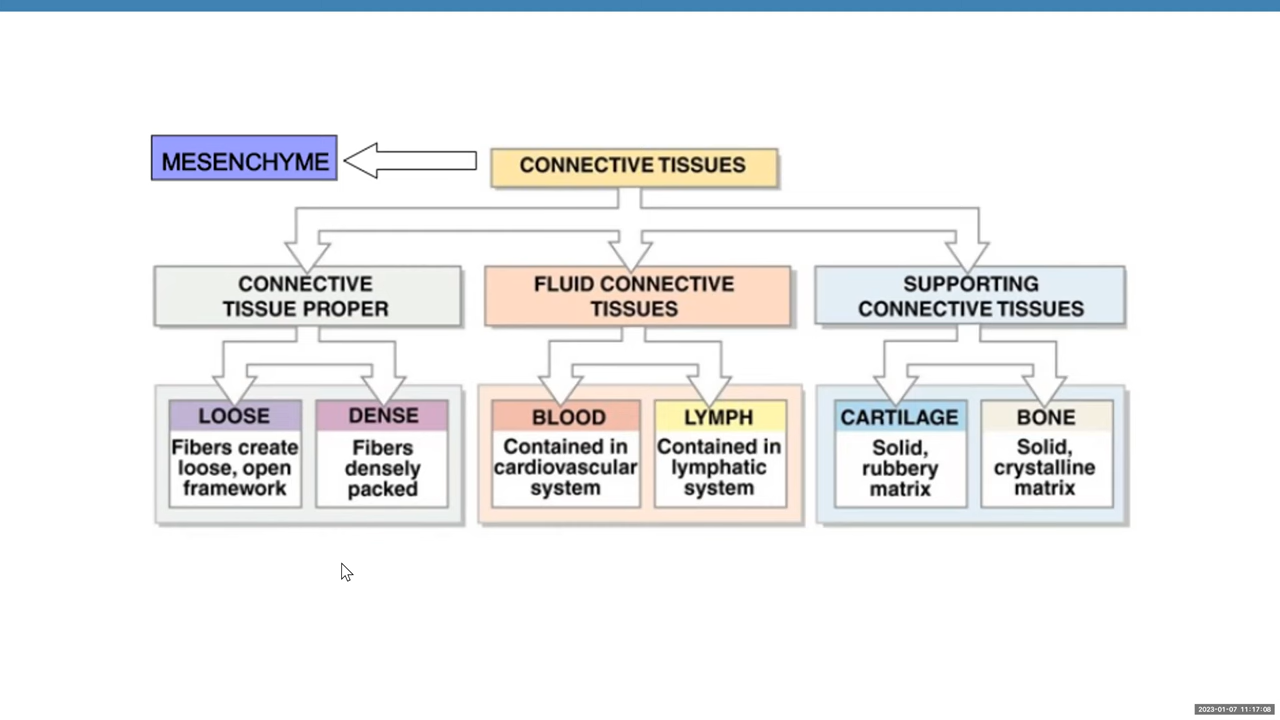 MESENCHYME
CONNECTIVE TISSUES
CONNECTIVE
TISSUE PROPER
FLUID CONNECTIVE
TISSUES
SUPPORTING
CONNECTIVE TISSUES
LOOSE
Fibers create
loose, open
framework
DENSE
Fibers
densely
packed
BLOOD
Contained in
cardiovascular
system
LYMPH
Contained in
lymphatic
system
CARTILAGE
Solid,
rubbery
matrix
BONE
Solid,
crystalline
matrix
2023-01-07 11:17:08